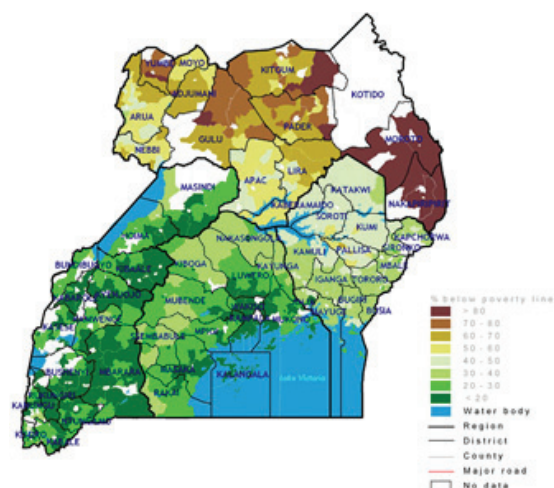 YUMBE
MOYO
ADJUMANI
KITGUM
KOTIDO
ARUA
GULU
PADER
MOROTO
NEBBI
APAC
LIRA
MASINDI
KATAKWI
NAKAPIRIPIRIT
KABERAMAIDO
SOROTI
KUMI
HOIMA
NAKASONGOLA
KAPCHORWA
SIRONKO
KAMULI
PALLISA
MBALE
BUNDIBUGYO
KIBAALE
KIBOGA
LUWERO
KAYUNGA
IGANGA
TORORO
MUBENDE
BUGIRI
KAMWENGE
MUKONO
MAYUGE
BUSIA
SEMBABULE
MPIGI
BUSHENYI
MBARARA
MASAKA
KALANGALA
Lake Victoria
RAKAI
KABALE
% below poverty line
> 80
70 - 80
60 - 70
50 - 60
40 - 50
30 - 40
20 - 30
< 20
Water body
Region
District
County
Major road
No data